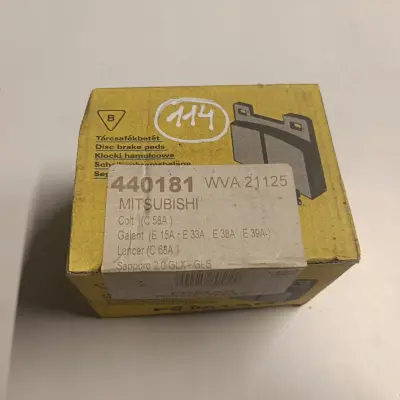 114
B
Tárcsafékbetét
Disc brake pads
Klocki hamulcowe
440181 WVA 21125
MITSUBISHI
Colt (C 58A)
Galant (E 15A - E 33A E 38A E 39A-)
Lancer (C 68A)
Sapporo 2.0 GLX - GLS